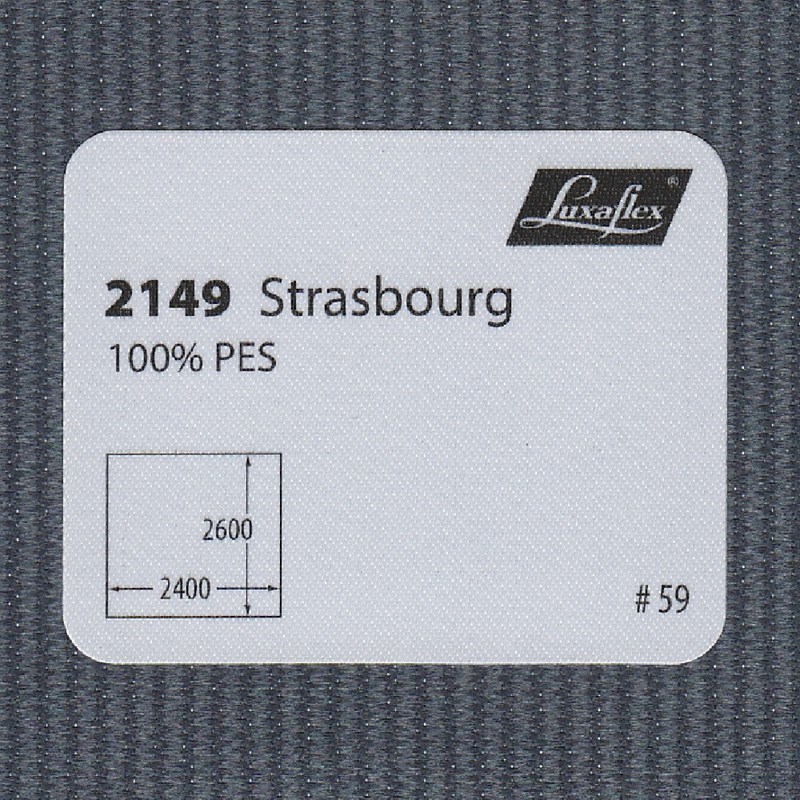 Luxaflex®
2149 Strasbourg
100% PES
2600
2400
# 59